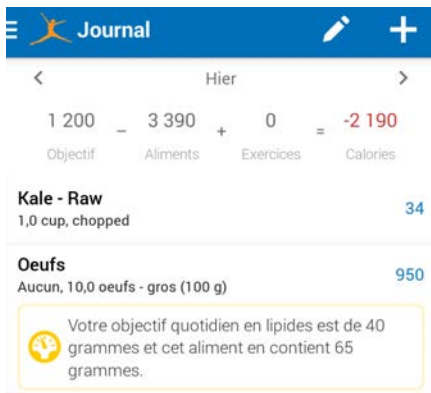 Journal
Hier
1 200 - 3 390 + 0 = -2 190
Objectif Aliments Exercices Calories
Kale - Raw
34
1,0 cup, chopped
Oeufs
950
Aucun, 10,0 oeufs - gros (100 g)
Votre objectif quotidien en lipides est de 40
grammes et cet aliment en contient 65
grammes.